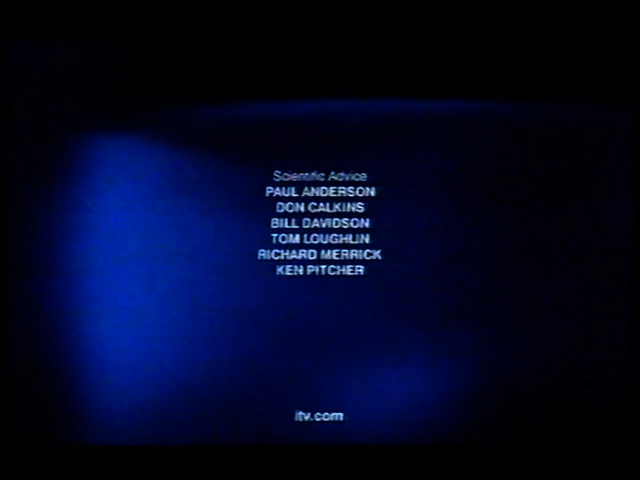 Scientific Advice
PAUL ANDERSON
DON CALKINS
BILL DAVIDSON
TOM LOUGHLIN
RICHARD MERRICK
KEN PITCHER
itv.com